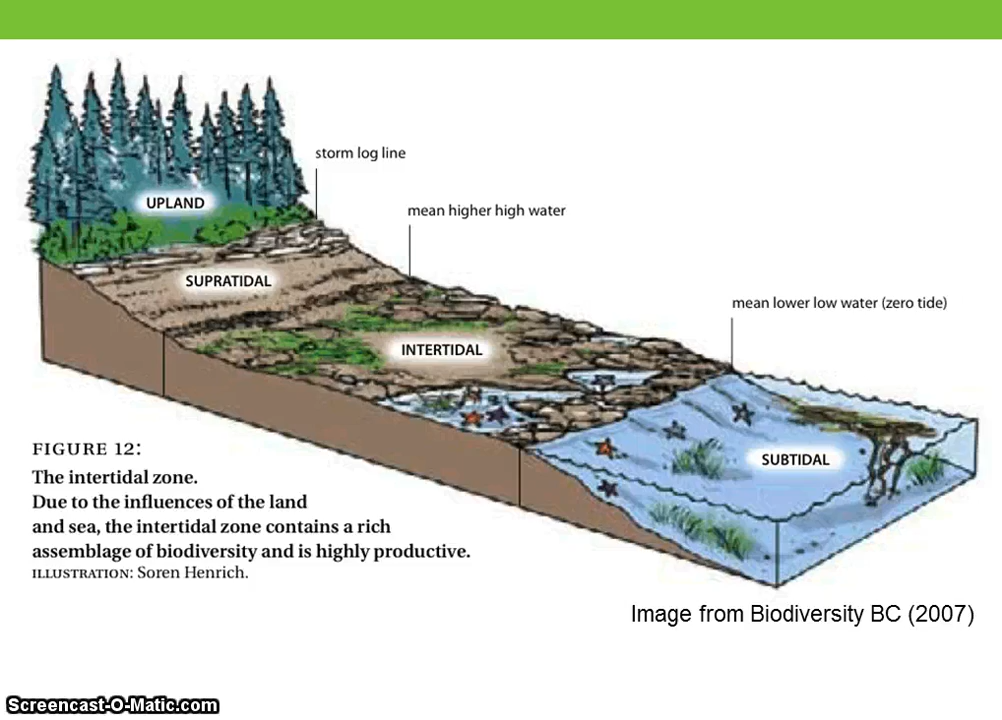 storm log line
UPLAND
mean higher high water
SUPRATIDAL
mean lower low water (zero tide)
INTERTIDAL
SUBTIDAL
FIGURE 12:
The intertidal zone.
Due to the influences of the land
and sea, the intertidal zone contains a rich
assemblage of biodiversity and is highly productive.
ILLUSTRATION: Soren Henrich.
Image from Biodiversity BC (2007)
Screencast-O-Matic.com